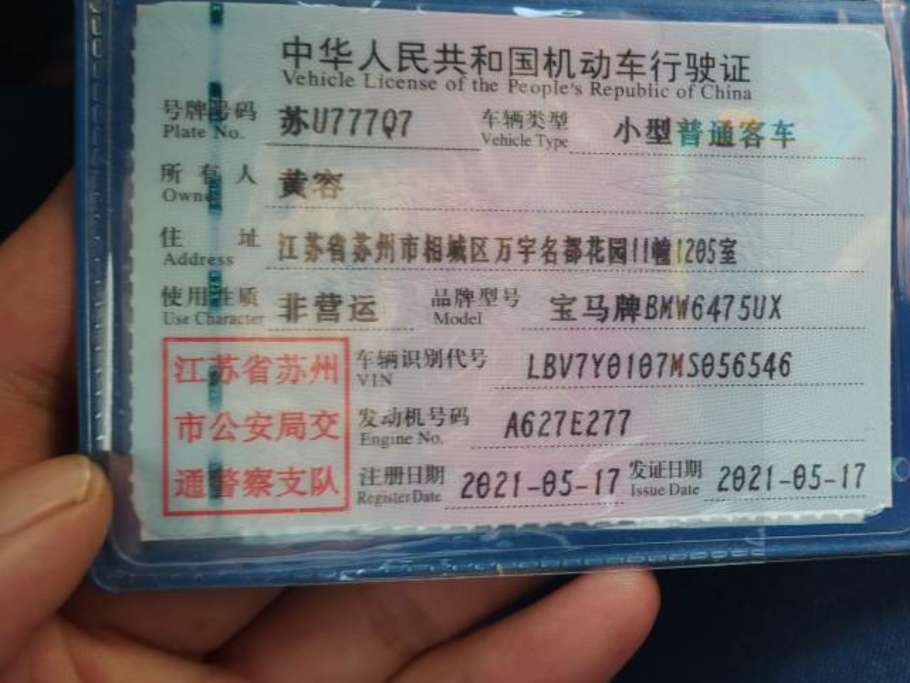 中华人民共和国机动车行驶证
Vehicle License of the People's Republic of China
号牌号码 苏U777Q7 车辆类型 小型普通客车
Plate No. Vehicle Type
所有人 黄容
Owner
住址 江苏省苏州市相城区万宇名都花园11幢1205室
Address
使用性质 非营运 品牌型号 宝马牌BMW6475UX
Use Character Model
江苏省苏州 车辆识别代号 LBV7Y0107MS056546
VIN
市公安局交 发动机号码 A627E277
Engine No.
通警察支队 注册日期 2021-05-17 发证日期 2021-05-17
Register Date Issue Date